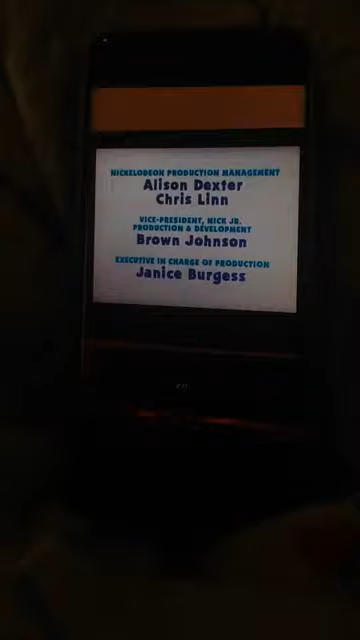 NICKELODEON PRODUCTION MANAGEMENT
Alison Dexter
Chris Linn
VICE-PRESIDENT, NICK JR.
PRODUCTION & DEVELOPMENT
Brown Johnson
EXECUTIVE IN CHARGE OF PRODUCTION
Janice Burgess